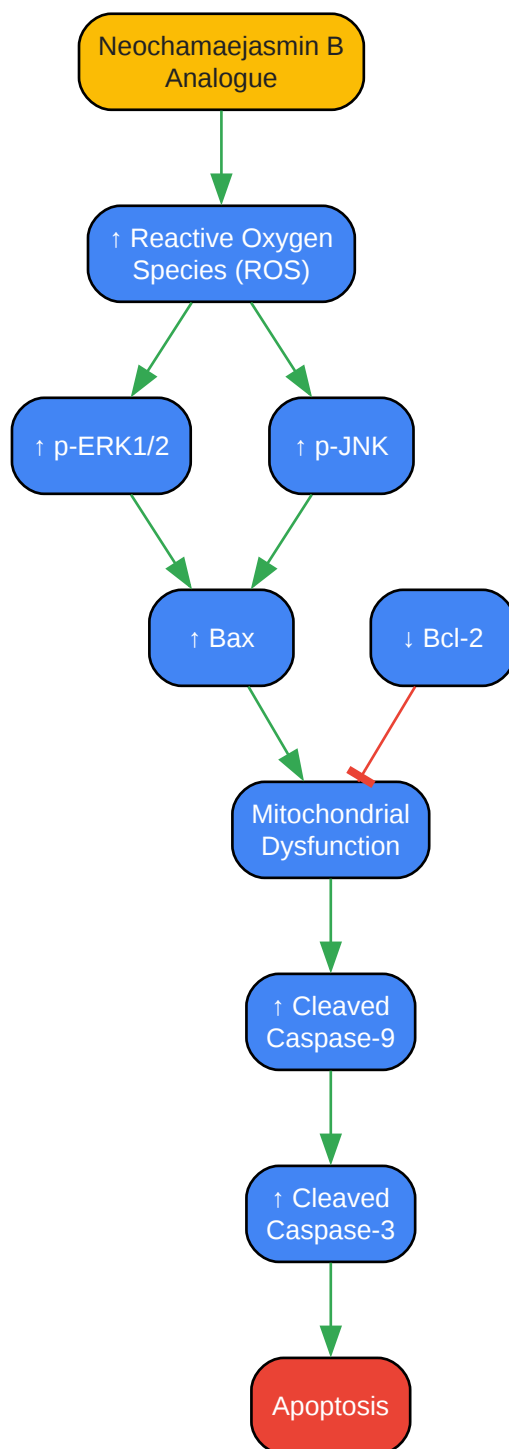 Neochamaejasmin B
Analogue
↑ Reactive Oxygen
Species (ROS)
↑ p-ERK1/2
↑ p-JNK
↑ Bax
↓ Bcl-2
Mitochondrial
Dysfunction
↑ Cleaved
Caspase-9
↑ Cleaved
Caspase-3
Apoptosis